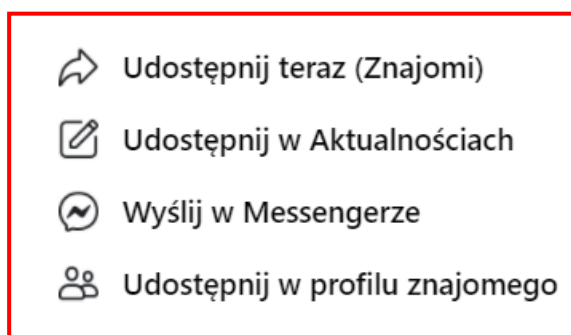 Udostępnij teraz (Znajomi)
Udostępnij w Aktualnościach
Wyślij w Messengerze
Udostępnij w profilu znajomego